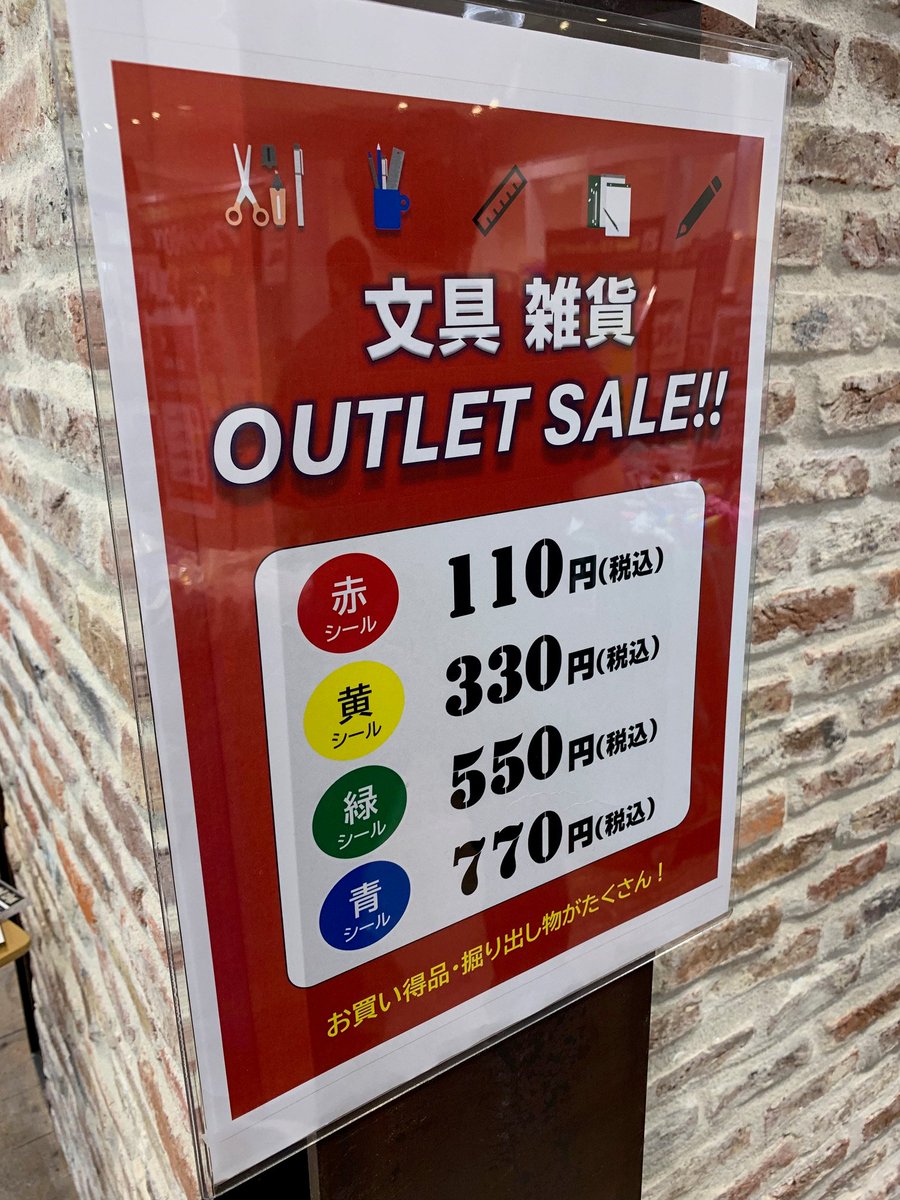 文具 雑貨
OUTLET SALE!!
赤 シール 110円(税込)
黄 シール 330円(税込)
緑 シール 550円(税込)
青 シール 770円(税込)
お買い得品・掘り出し物がたくさん！